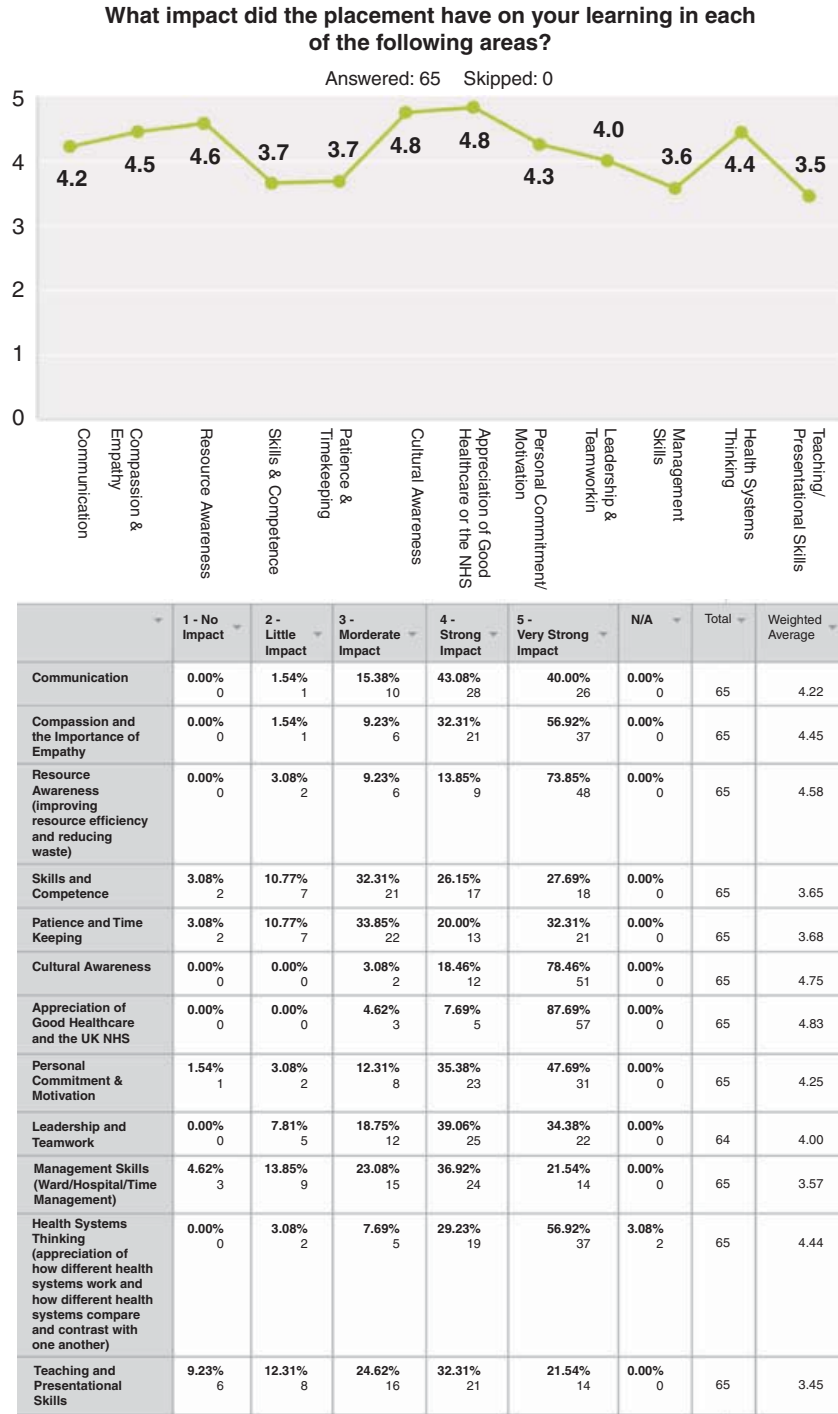 What impact did the placement have on your learning in each
of the following areas?
Answered: 65 Skipped: 0
5
4
3
2
1
0
4.2
4.5
4.6
3.7
3.7
4.8
4.8
4.3
4.0
3.6
4.4
3.5
Communication
Compassion &
Empathy
Resource Awareness
Skills & Competence
Patience &
Timekeeping
Cultural Awareness
Appreciation of Good
Healthcare or the NHS
Personal Commitment/
Motivation
Leadership &
Teamworkin
Management
Skills
Health Systems
Thinking
Teaching/
Presentational Skills
1 - No
Impact
2 -
Little
Impact
3 -
Morderate
Impact
4 -
Strong
Impact
5 -
Very Strong
Impact
N/A
Total
Weighted
Average
Communication
0.00% 1.54% 15.38% 43.08% 40.00% 0.00%
0 1 10 28 26 0 65 4.22
Compassion and
the Importance of
Empathy
0.00% 1.54% 9.23% 32.31% 56.92% 0.00%
0 1 6 21 37 0 65 4.45
Resource
Awareness
(improving
resource efficiency
and reducing
waste)
0.00% 3.08% 9.23% 13.85% 73.85% 0.00%
0 2 6 9 48 0 65 4.58
Skills and
Competence
3.08% 10.77% 32.31% 26.15% 27.69% 0.00%
2 7 21 17 18 0 65 3.65
Patience and Time
Keeping
3.08% 10.77% 33.85% 20.00% 32.31% 0.00%
2 7 22 13 21 0 65 3.68
Cultural Awareness
0.00% 0.00% 3.08% 18.46% 78.46% 0.00%
0 0 2 12 51 0 65 4.75
Appreciation of
Good Healthcare
and the UK NHS
0.00% 0.00% 4.62% 7.69% 87.69% 0.00%
0 0 3 5 57 0 65 4.83
Personal
Commitment &
Motivation
1.54% 3.08% 12.31% 35.38% 47.69% 0.00%
1 2 8 23 31 0 65 4.25
Leadership and
Teamwork
0.00% 7.81% 18.75% 39.06% 34.38% 0.00%
0 5 12 25 22 0 64 4.00
Management Skills
(Ward/Hospital/Time
Management)
4.62% 13.85% 23.08% 36.92% 21.54% 0.00%
3 9 15 24 14 0 65 3.57
Health Systems
Thinking
(appreciation of
how different health
systems work and
how different health
systems compare
and contrast with
one another)
0.00% 3.08% 7.69% 29.23% 56.92% 3.08%
0 2 5 19 37 2 65 4.44
Teaching and
Presentational
Skills
9.23% 12.31% 24.62% 32.31% 21.54% 0.00%
6 8 16 21 14 0 65 3.45